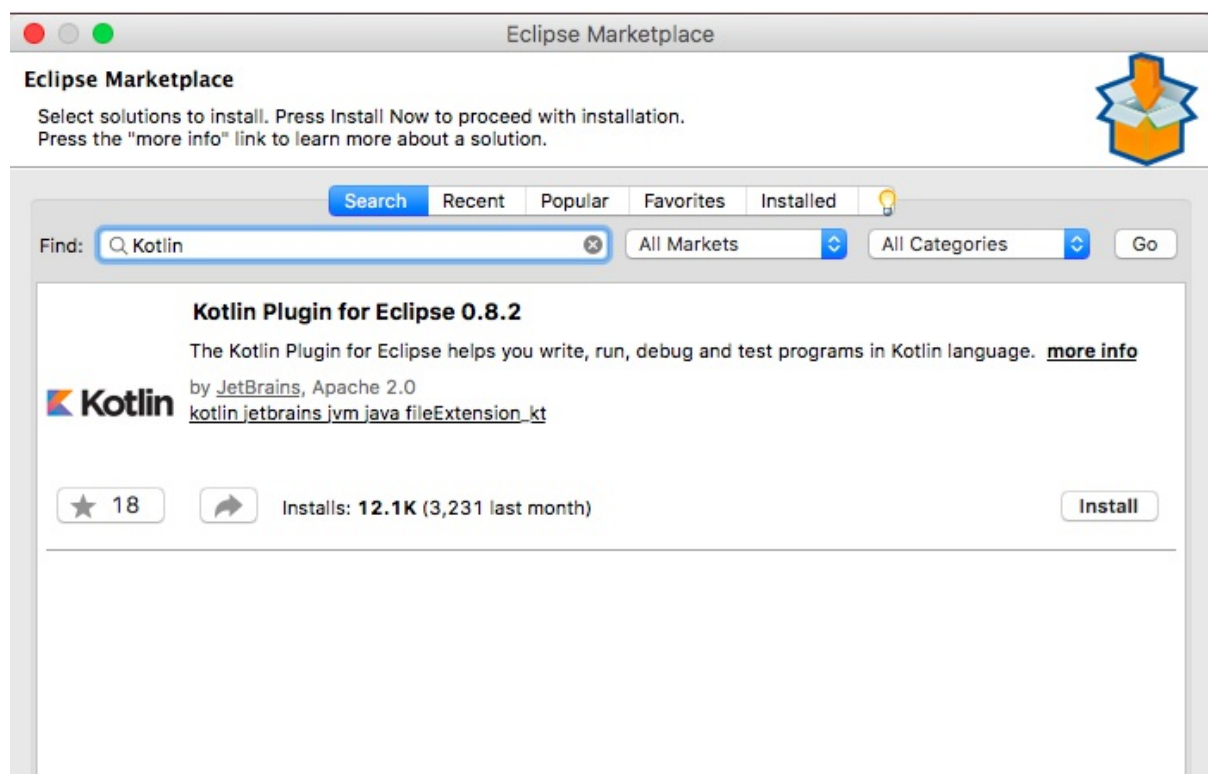 Eclipse Marketplace
Eclipse Marketplace
Select solutions to install. Press Install Now to proceed with installation.
Press the "more info" link to learn more about a solution.
Search Recent Popular Favorites Installed
Find: Kotlin All Markets All Categories Go
Kotlin Plugin for Eclipse 0.8.2
The Kotlin Plugin for Eclipse helps you write, run, debug and test programs in Kotlin language. more info
by JetBrains, Apache 2.0
Kotlin
kotlin jetbrains jvm java fileExtension_kt
18 Installs: 12.1K (3,231 last month) Install